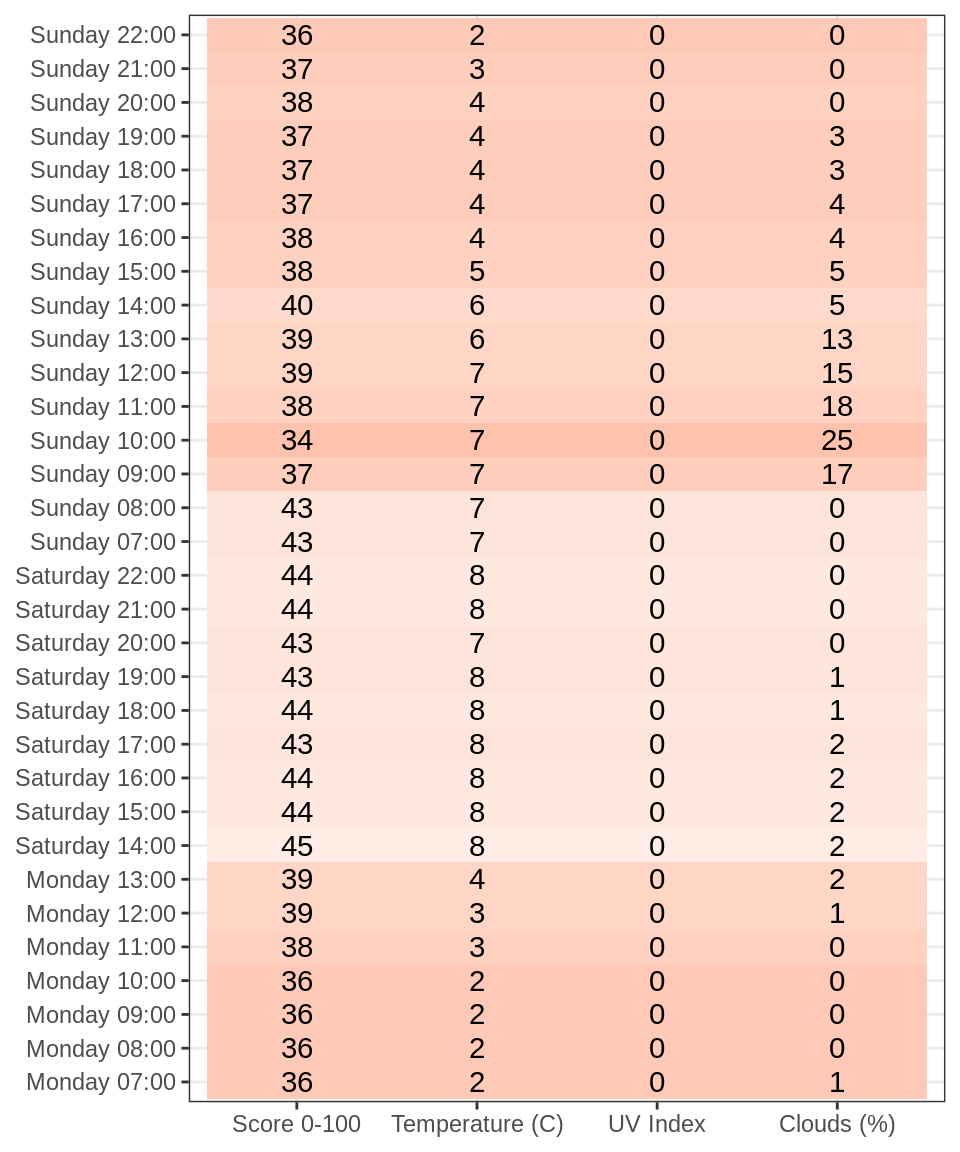 Sunday 22:00 36 2 0 0
Sunday 21:00 37 3 0 0
Sunday 20:00 38 4 0 0
Sunday 19:00 37 4 0 3
Sunday 18:00 37 4 0 3
Sunday 17:00 37 4 0 4
Sunday 16:00 38 4 0 4
Sunday 15:00 38 5 0 5
Sunday 14:00 40 6 0 5
Sunday 13:00 39 6 0 13
Sunday 12:00 39 7 0 15
Sunday 11:00 38 7 0 18
Sunday 10:00 34 7 0 25
Sunday 09:00 37 7 0 17
Sunday 08:00 43 7 0 0
Sunday 07:00 43 7 0 0
Saturday 22:00 44 8 0 0
Saturday 21:00 44 8 0 0
Saturday 20:00 43 7 0 0
Saturday 19:00 43 8 0 1
Saturday 18:00 44 8 0 1
Saturday 17:00 43 8 0 2
Saturday 16:00 44 8 0 2
Saturday 15:00 44 8 0 2
Saturday 14:00 45 8 0 2
Monday 13:00 39 4 0 2
Monday 12:00 39 3 0 1
Monday 11:00 38 3 0 0
Monday 10:00 36 2 0 0
Monday 09:00 36 2 0 0
Monday 08:00 36 2 0 0
Monday 07:00 36 2 0 1
Score 0-100 Temperature (C) UV Index Clouds (%)